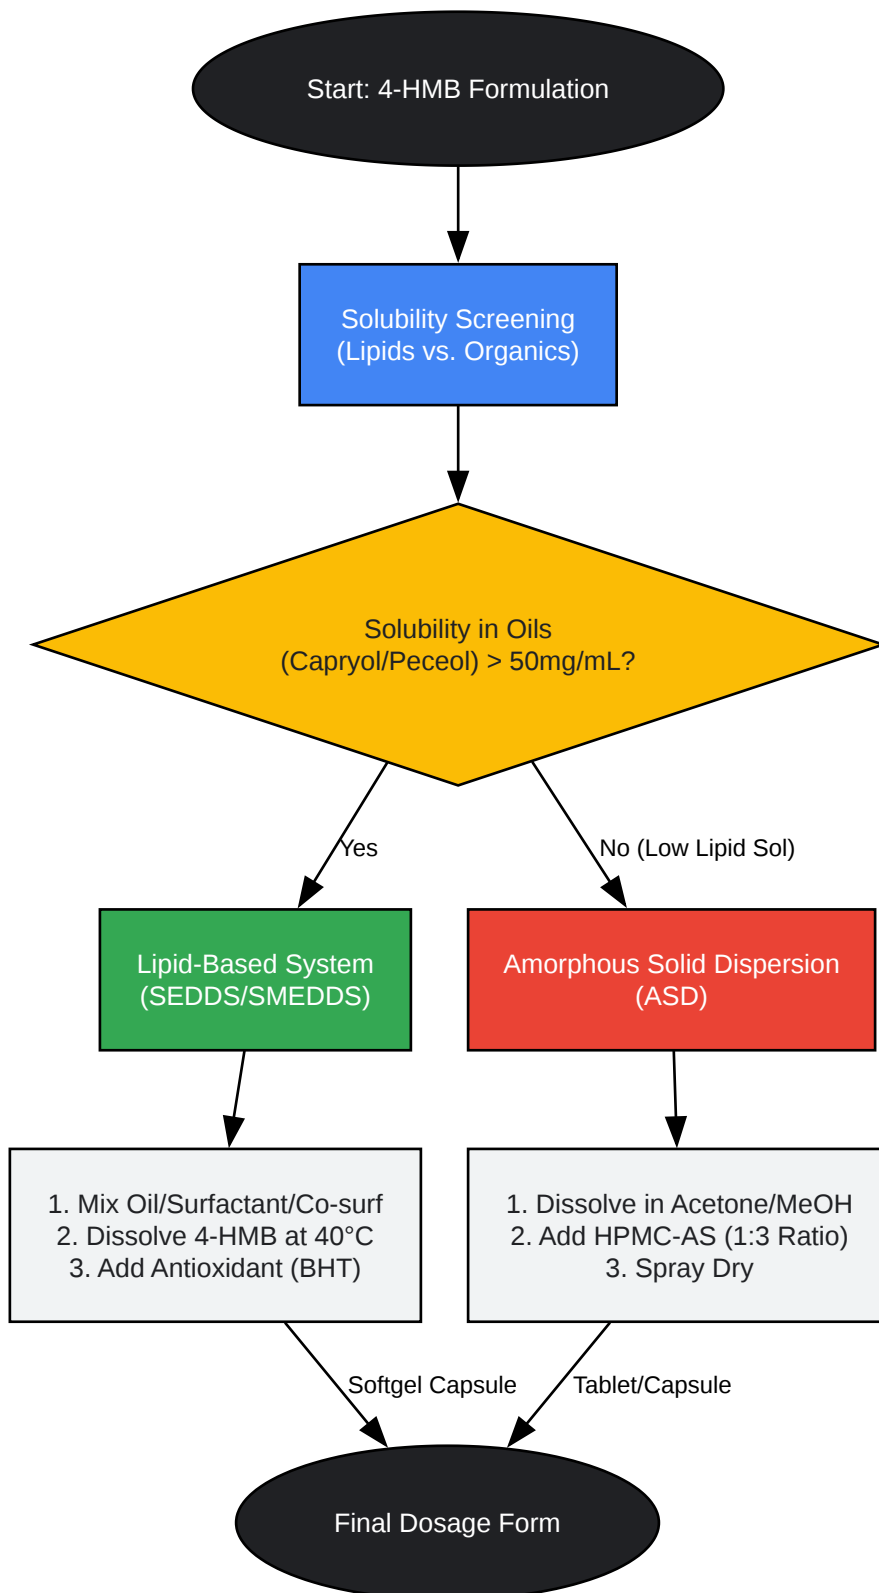 Start: 4-HMB Formulation
Solubility Screening
(Lipids vs. Organics)
Solubility in Oils
(Capryol/Peceol) > 50mg/mL?
Yes
No (Low Lipid Sol)
Lipid-Based System
(SEDDS/SMEDDS)
Amorphous Solid Dispersion
(ASD)
1. Mix Oil/Surfactant/Co-surf
2. Dissolve 4-HMB at 40°C
3. Add Antioxidant (BHT)
1. Dissolve in Acetone/MeOH
2. Add HPMC-AS (1:3 Ratio)
3. Spray Dry
Softgel Capsule
Tablet/Capsule
Final Dosage Form